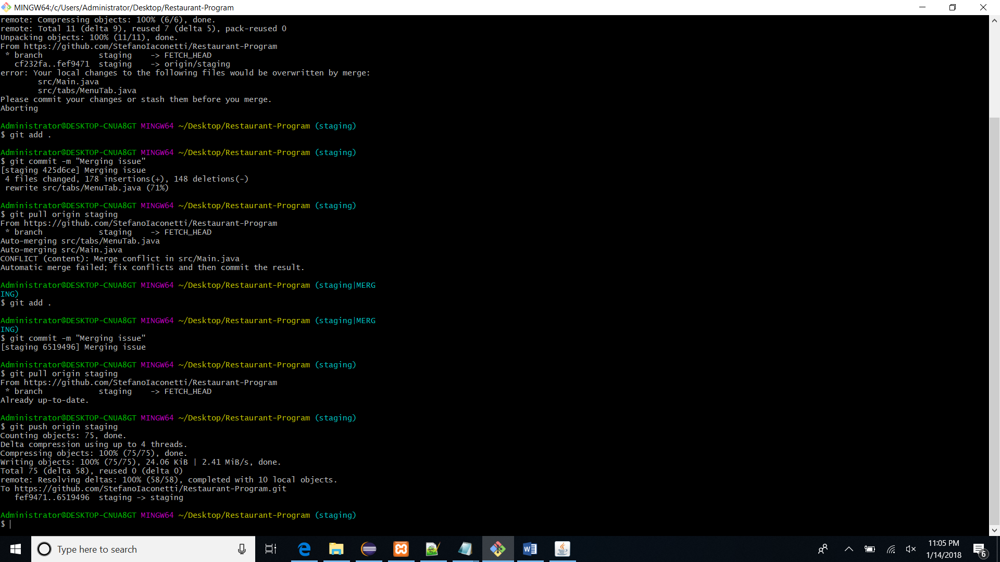 MINGW64:/c/Users/Administrator/Desktop/Restaurant-Program
remote: Compressing objects: 100% (6/6), done.
remote: Total 11 (delta 9), reused 7 (delta 5), pack-reused 0
Unpacking objects: 100% (11/11), done.
From https://github.com/StefanoIaconetti/Restaurant-Program
 * branch            staging    -> FETCH_HEAD
   cf232fa..fef9471  staging    -> origin/staging
error: Your local changes to the following files would be overwritten by merge:
        src/Main.java
        src/tabs/MenuTab.java
Please commit your changes or stash them before you merge.
Aborting
Administrator@DESKTOP-CNUA8GT MINGW64 ~/Desktop/Restaurant-Program (staging)
$ git add .
Administrator@DESKTOP-CNUA8GT MINGW64 ~/Desktop/Restaurant-Program (staging)
$ git commit -m "Merging issue"
[staging 425d6ce] Merging issue
 4 files changed, 178 insertions(+), 148 deletions(-)
 rewrite src/tabs/MenuTab.java (71%)
Administrator@DESKTOP-CNUA8GT MINGW64 ~/Desktop/Restaurant-Program (staging)
$ git pull origin staging
From https://github.com/StefanoIaconetti/Restaurant-Program
 * branch            staging    -> FETCH_HEAD
Auto-merging src/tabs/MenuTab.java
Auto-merging src/Main.java
CONFLICT (content): Merge conflict in src/Main.java
Automatic merge failed; fix conflicts and then commit the result.
Administrator@DESKTOP-CNUA8GT MINGW64 ~/Desktop/Restaurant-Program (staging|MERG
ING)
$ git add .
Administrator@DESKTOP-CNUA8GT MINGW64 ~/Desktop/Restaurant-Program (staging|MERG
ING)
$ git commit -m "Merging issue"
[staging 6519496] Merging issue
Administrator@DESKTOP-CNUA8GT MINGW64 ~/Desktop/Restaurant-Program (staging)
$ git pull origin staging
From https://github.com/StefanoIaconetti/Restaurant-Program
 * branch            staging    -> FETCH_HEAD
Already up-to-date.
Administrator@DESKTOP-CNUA8GT MINGW64 ~/Desktop/Restaurant-Program (staging)
$ git push origin staging
Counting objects: 75, done.
Delta compression using up to 4 threads.
Compressing objects: 100% (75/75), done.
Writing objects: 100% (75/75), 24.06 KiB | 2.41 MiB/s, done.
Total 75 (delta 58), reused 0 (delta 0)
remote: Resolving deltas: 100% (58/58), completed with 10 local objects.
To https://github.com/StefanoIaconetti/Restaurant-Program.git
   fef9471..6519496  staging -> staging
Administrator@DESKTOP-CNUA8GT MINGW64 ~/Desktop/Restaurant-Program (staging)
$
Type here to search
11:05 PM
1/14/2018
6